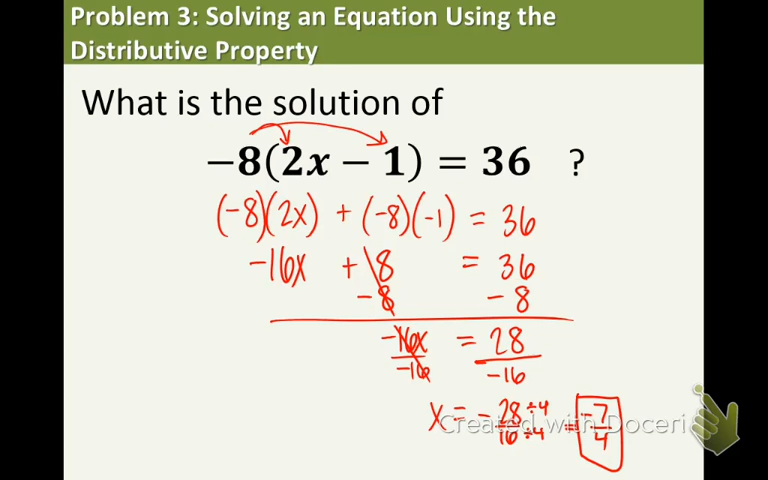 Problem 3: Solving an Equation Using the
Distributive Property
What is the solution of
−8(2x − 1) = 36 ?
(-8)(2x) + (-8)(-1) = 36
-16x + 8 = 36
-8 -8
-16x = 28
-16 -16
x = - 28 ÷4 = -7
16 ÷4 4
Created with Doceri